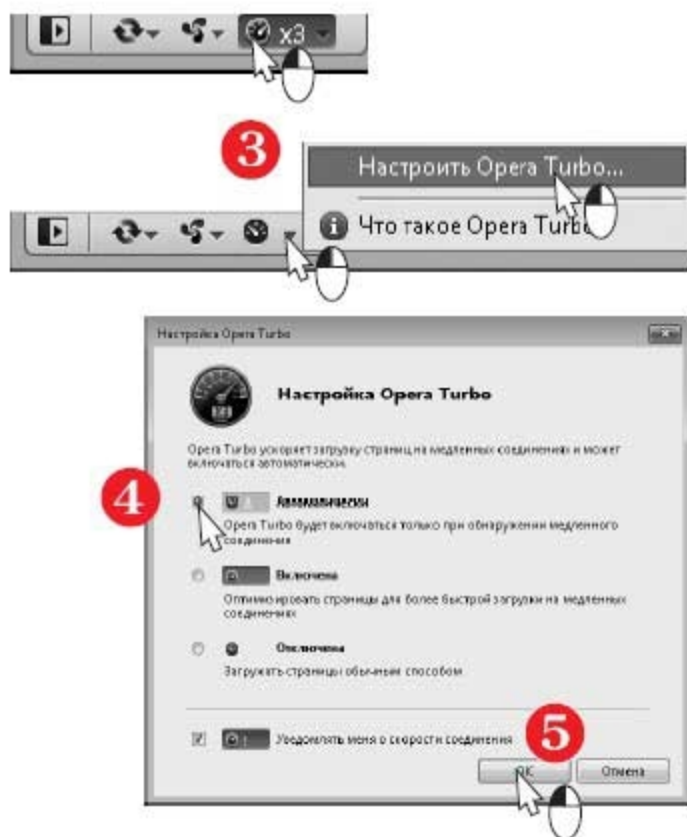 x3
3
Настроить Opera Turbo...
Что такое Opera Turbo
Настройка Opera Turbo
Настройка Opera Turbo
Opera Turbo ускоряет загрузку страниц на медленных соединениях и может
включаться автоматически.
4
Автоматически
Opera Turbo будет включаться только при обнаружении медленного
соединения
Включена
Оптимизировать страницы для более быстрой загрузки на медленных
соединениях
Отключена
Загружать страницы обычным способом
Уведомлять меня о скорости соединения
5
OK
Отмена